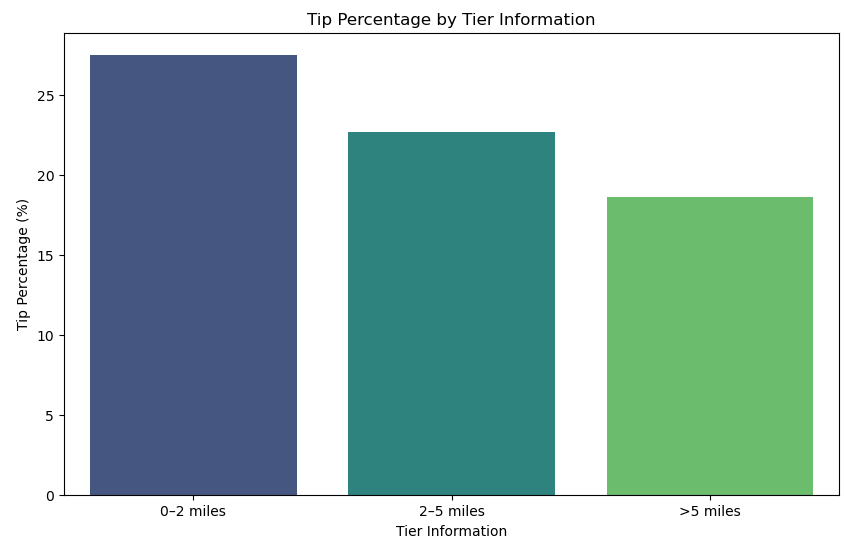 Tip Percentage by Tier Information
Tip Percentage (%)
25
20
15
10
5
0
0–2 miles
2–5 miles
>5 miles
Tier Information